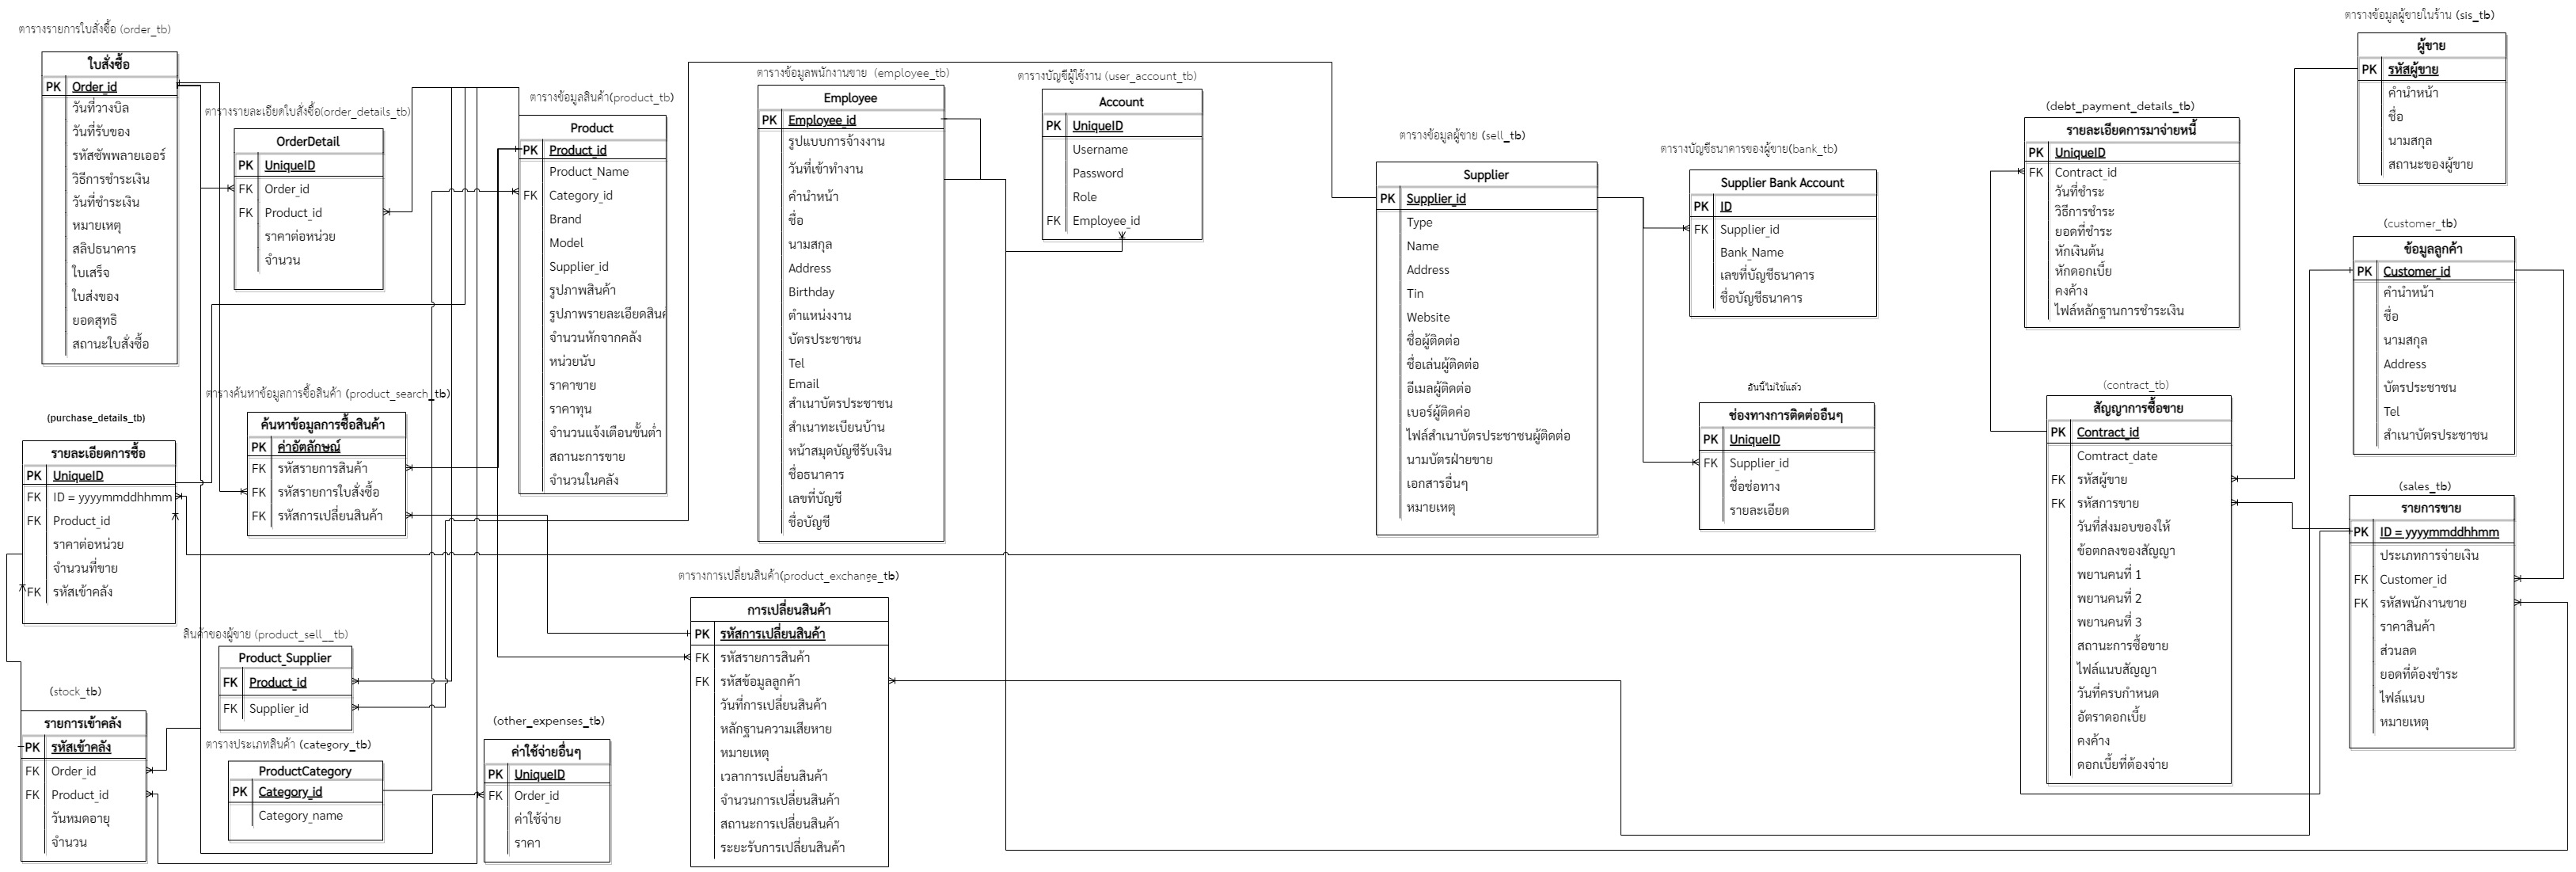 ตารางรายการใบสั่งซื้อ (order_tb)
ใบสั่งซื้อ
PK Order_id
วันที่วางบิล
วันที่รับของ
รหัสซัพพลายเออร์
วิธีการชำระเงิน
วันที่ชำระเงิน
หมายเหตุ
สลิปธนาคาร
ใบเสร็จ
ใบส่งของ
ยอดสุทธิ
สถานะใบสั่งซื้อ
ตารางรายละเอียดใบสั่งซื้อ(order_details_tb)
OrderDetail
PK UniqueID
FK Order_id
FK Product_id
ราคาต่อหน่วย
จำนวน
ตารางข้อมูลสินค้า(product_tb)
Product
PK Product_id
Product_Name
FK Category_id
Brand
Model
Supplier_id
รูปภาพสินค้า
รูปภาพรายละเอียดสินค
จำนวนหักจากคลัง
หน่วยนับ
ราคาขาย
ราคาทุน
จำนวนแจ้งเตือนขั้นต่ำ
สถานะการขาย
จำนวนในคลัง
ตารางค้นหาข้อมูลการซื้อสินค้า (product_search_tb)
ค้นหาข้อมูลการซื้อสินค้า
PK ค่าอัตลักษณ์
FK รหัสรายการสินค้า
FK รหัสรายการใบสั่งซื้อ
FK รหัสการเปลี่ยนสินค้า
(purchase_details_tb)
รายละเอียดการซื้อ
PK UniqueID
FK ID = yyyymmddhhmm
FK Product_id
ราคาต่อหน่วย
จำนวนที่ขาย
FK รหัสเข้าคลัง
สินค้าของผู้ขาย (product_sell__tb)
Product_Supplier
FK Product_id
FK Supplier_id
(stock_tb)
รายการเข้าคลัง
PK รหัสเข้าคลัง
FK Order_id
FK Product_id
วันหมดอายุ
จำนวน
ตารางประเภทสินค้า (category_tb)
ProductCategory
PK Category_id
Category_name
(other_expenses_tb)
ค่าใช้จ่ายอื่นๆ
PK UniqueID
FK Order_id
ค่าใช้จ่าย
ราคา
ตารางข้อมูลพนักงานขาย (employee_tb)
Employee
PK Employee_id
รูปแบบการจ้างงาน
วันที่เข้าทำงาน
คำนำหน้า
ชื่อ
นามสกุล
Address
Birthday
ตำแหน่งงาน
บัตรประชาชน
Tel
Email
สำเนาบัตรประชาชน
สำเนาทะเบียนบ้าน
หน้าสมุดบัญชีรับเงิน
ชื่อธนาคาร
เลขที่บัญชี
ชื่อบัญชี
ตารางบัญชีผู้ใช้งาน (user_account_tb)
Account
PK UniqueID
Username
Password
Role
FK Employee_id
ตารางการเปลี่ยนสินค้า(product_exchange_tb)
การเปลี่ยนสินค้า
PK รหัสการเปลี่ยนสินค้า
FK รหัสรายการสินค้า
FK รหัสข้อมูลลูกค้า
วันที่การเปลี่ยนสินค้า
หลักฐานความเสียหาย
หมายเหตุ
เวลาการเปลี่ยนสินค้า
จำนวนการเปลี่ยนสินค้า
สถานะการเปลี่ยนสินค้า
ระยะรับการเปลี่ยนสินค้า
ตารางข้อมูลผู้ขาย (sell_tb)
Supplier
PK Supplier_id
Type
Name
Address
Tin
Website
ชื่อผู้ติดต่อ
ชื่อเล่นผู้ติดต่อ
อีเมลผู้ติดต่อ
เบอร์ผู้ติดค่อ
ไฟล์สำเนาบัตรประชาชนผู้ติดต่อ
นามบัตรฝ่ายขาย
เอกสารอื่นๆ
หมายเหตุ
ตารางบัญชีธนาคารของผู้ขาย(bank_tb)
Supplier Bank Account
PK ID
FK Supplier_id
Bank_Name
เลขที่บัญชีธนาคาร
ชื่อบัญชีธนาคาร
อันนี้ไม่ใช้แล้ว
ช่องทางการติดต่ออื่นๆ
PK UniqueID
FK Supplier_id
ชื่อช่อทาง
รายละเอียด
(debt_payment_details_tb)
รายละเอียดการมาจ่ายหนี้
PK UniqueID
FK Contract_id
วันที่ชำระ
วิธีการชำระ
ยอดที่ชำระ
หักเงินต้น
หักดอกเบี้ย
คงค้าง
ไฟล์หลักฐานการชำระเงิน
(contract_tb)
สัญญาการซื้อขาย
PK Contract_id
Comtract_date
FK รหัสผู้ขาย
FK รหัสการขาย
วันที่ส่งมอบของให้
ข้อตกลงของสัญญา
พยานคนที่ 1
พยานคนที่ 2
พยานคนที่ 3
สถานะการซื้อขาย
ไฟล์แนบสัญญา
วันที่ครบกำหนด
อัตราดอกเบี้ย
คงค้าง
ดอกเบี้ยที่ต้องจ่าย
ตารางข้อมูลผู้ขายในร้าน (sis_tb)
ผู้ขาย
PK รหัสผู้ขาย
คำนำหน้า
ชื่อ
นามสกุล
สถานะของผู้ขาย
(customer_tb)
ข้อมูลลูกค้า
PK Customer_id
คำนำหน้า
ชื่อ
นามสกุล
Address
บัตรประชาชน
Tel
สำเนาบัตรประชาชน
(sales_tb)
รายการขาย
PK ID = yyyymmddhhmm
ประเภทการจ่ายเงิน
FK Customer_id
FK รหัสพนักงานขาย
ราคาสินค้า
ส่วนลด
ยอดที่ต้องชำระ
ไฟล์แนบ
หมายเหตุ